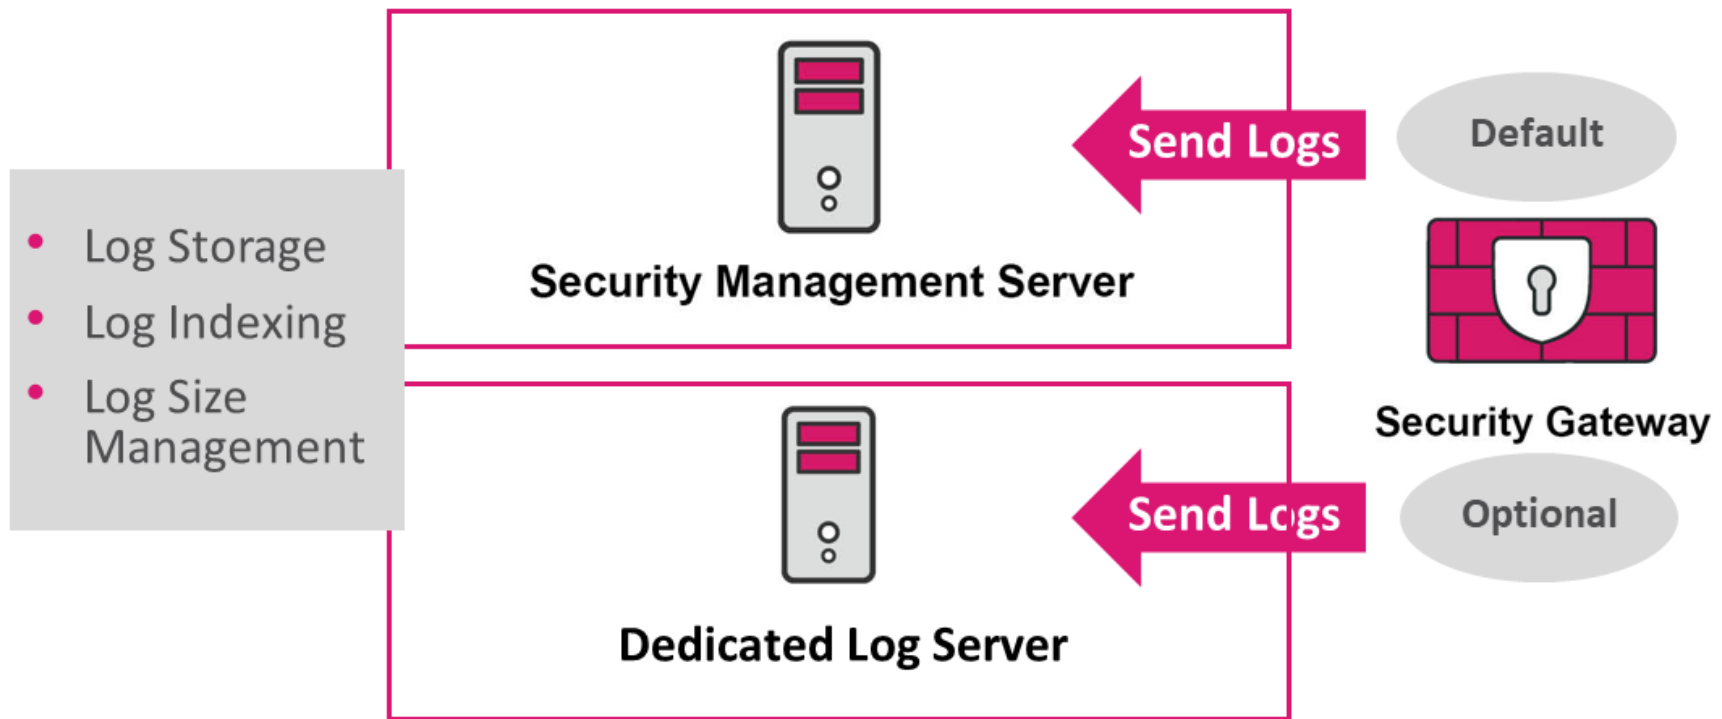 Send Logs
Default
Security Management Server
• Log Storage
• Log Indexing
• Log Size
Management
Security Gateway
Send Logs
Optional
Dedicated Log Server